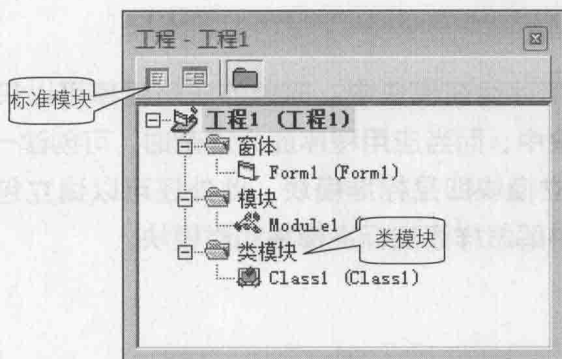 工程 - 工程1
标准模块
工程1 (工程1)
窗体
Form1 (Form1)
模块
Module1
类模块
类模块
Class1 (Class1)